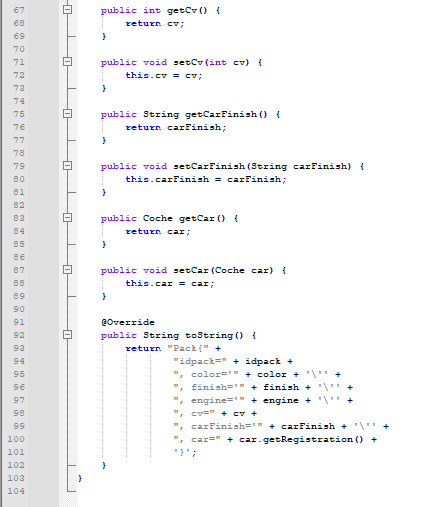 67 public int getCv() {
68 return cv;
69 }
70
71 public void setCv(int cv) {
72 this.cv = cv;
73 }
74
75 public String getCarFinish() {
76 return carFinish;
77 }
78
79 public void setCarFinish(String carFinish) {
80 this.carFinish = carFinish;
81 }
82
83 public Coche getCar() {
84 return car;
85 }
86
87 public void setCar(Coche car) {
88 this.car = car;
89 }
90
91 @Override
92 public String toString() {
93 return "Pack{" +
94 "idpack=" + idpack +
95 ", color='" + color + '\'' +
96 ", finish='" + finish + '\'' +
97 ", engine='" + engine + '\'' +
98 ", cv=" + cv +
99 ", carFinish='" + carFinish + '\'' +
100 ", car=" + car.getRegistration() +
101 '}';
102 }
103 }
104